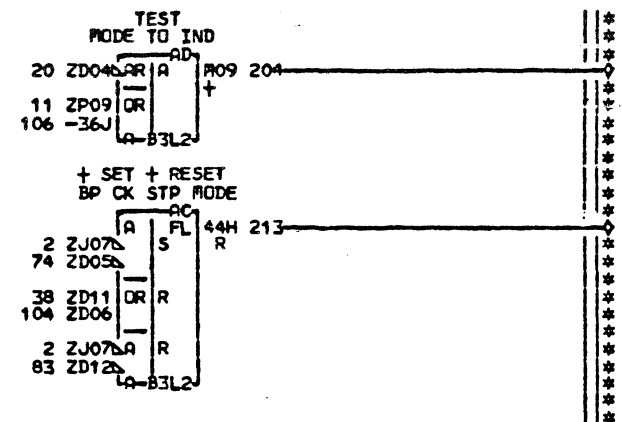 TEST
MODE TO IND
AD
20 ZD04 AR A M09 204
+
11 ZP09 OR
106 -36J
A B3L2
+ SET + RESET
BP CK STP MODE
AC
A FL 44H 213
2 ZJ07 S R
74 ZD05
38 ZD11 OR R
104 ZD06
2 ZJ07 A R
83 ZD12
A B3L2